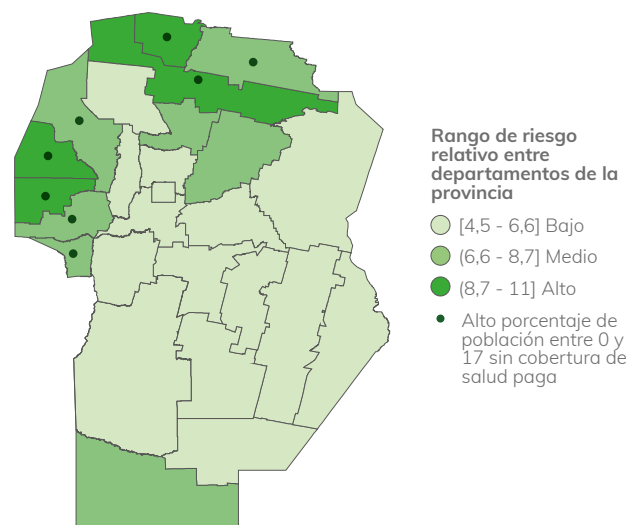 Rango de riesgo
relativo entre
departamentos de la
provincia
[4,5 - 6,6] Bajo
(6,6 - 8,7] Medio
(8,7 - 11] Alto
Alto porcentaje de
población entre 0 y
17 sin cobertura de
salud paga